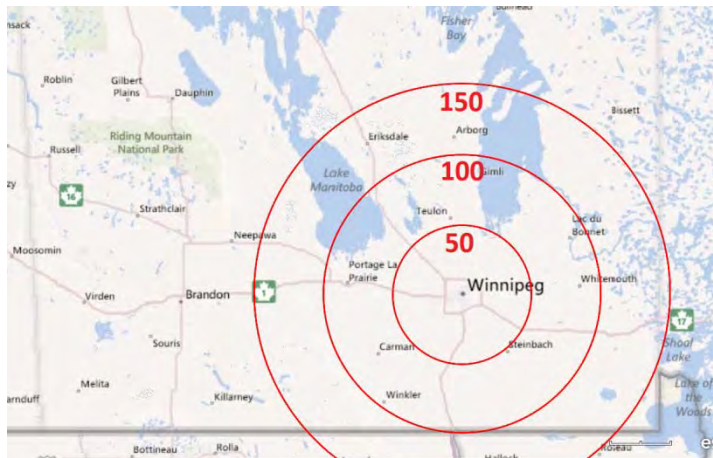 Fisher
Bay
Roblin
Gilbert
Plains
Dauphin
150
Bissett
Eriksdale
Arborg
Riding Mountain
National Park
Russell
Lake
Manitoba
100
Gimli
16
Strathclair
Teulon
Lac du
Bonnet
Neepawa
50
Moosomin
Portage La
Prairie
Winnipeg
Whitemouth
Virden
Brandon
1
17
Souris
Carman
Steinbach
Shoal
Lake
Melita
Killarney
Winkler
Lake of
the
Woods
Bottineau
Rolla
Roseau